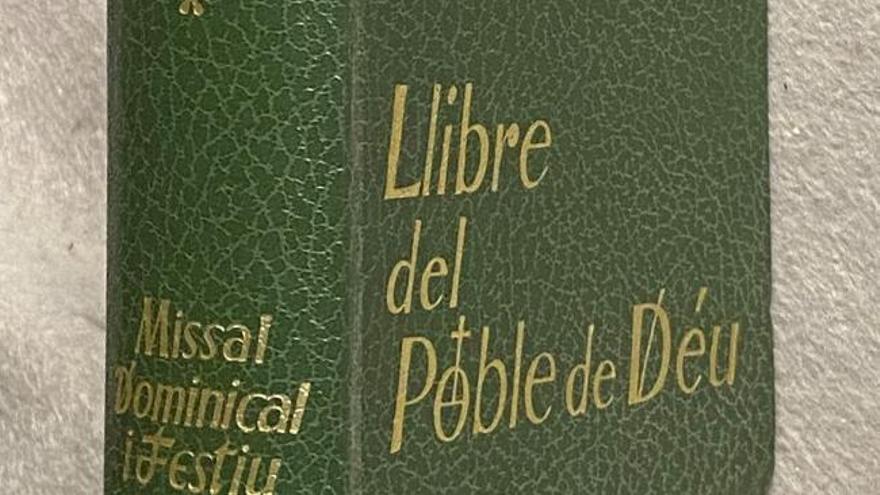 Missal
Dominical
i Festiu
Llibre
del
Poble de Déu